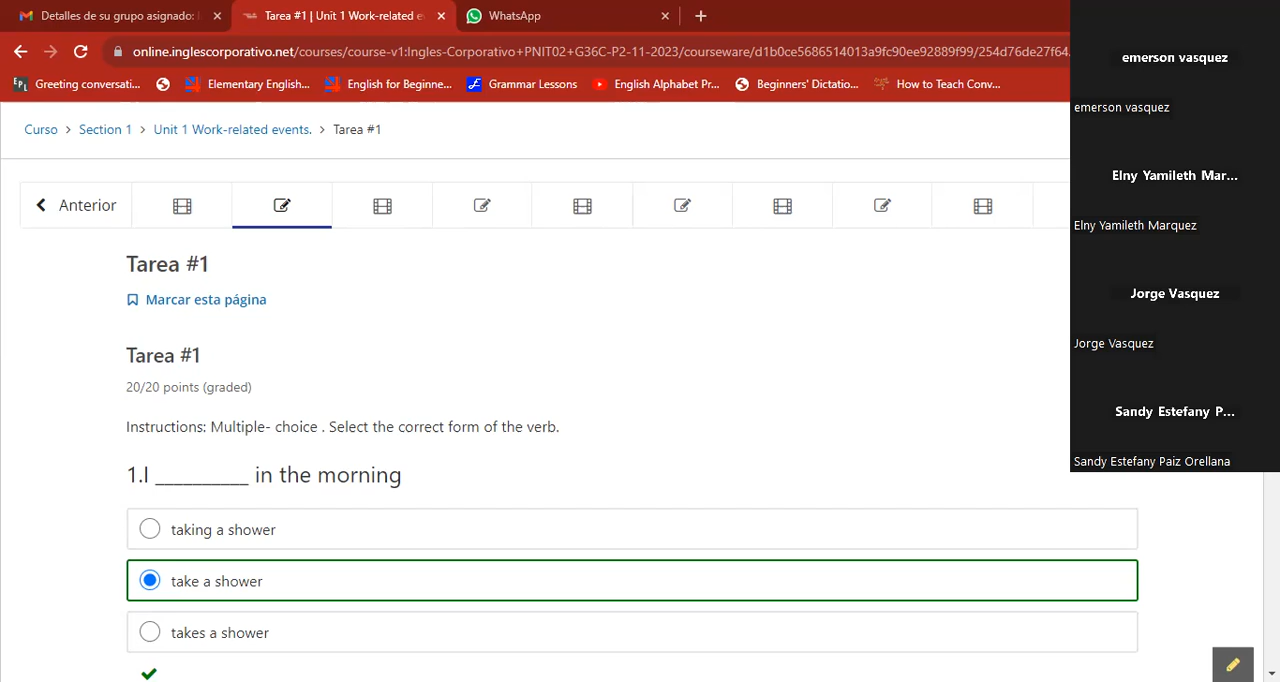 Detalles de su grupo asignado:
Tarea #1 | Unit 1 Work-related e
WhatsApp
online.inglescorporativo.net/courses/course-v1:Ingles-Corporativo+PNIT02+G36C-P2-11-2023/courseware/d1b0ce5686514013a9fc90ee92889f99/254d76de27f64.
Greeting conversati...
Elementary English...
English for Beginne...
Grammar Lessons
English Alphabet Pr...
Beginners' Dictatio...
How to Teach Conv...
Curso > Section 1 > Unit 1 Work-related events. > Tarea #1
Anterior
Tarea #1
Marcar esta página
Tarea #1
20/20 points (graded)
Instructions: Multiple- choice . Select the correct form of the verb.
1.I __________ in the morning
taking a shower
take a shower
takes a shower
emerson vasquez
emerson vasquez
Elny Yamileth Mar...
Elny Yamileth Marquez
Jorge Vasquez
Jorge Vasquez
Sandy Estefany P...
Sandy Estefany Paiz Orellana